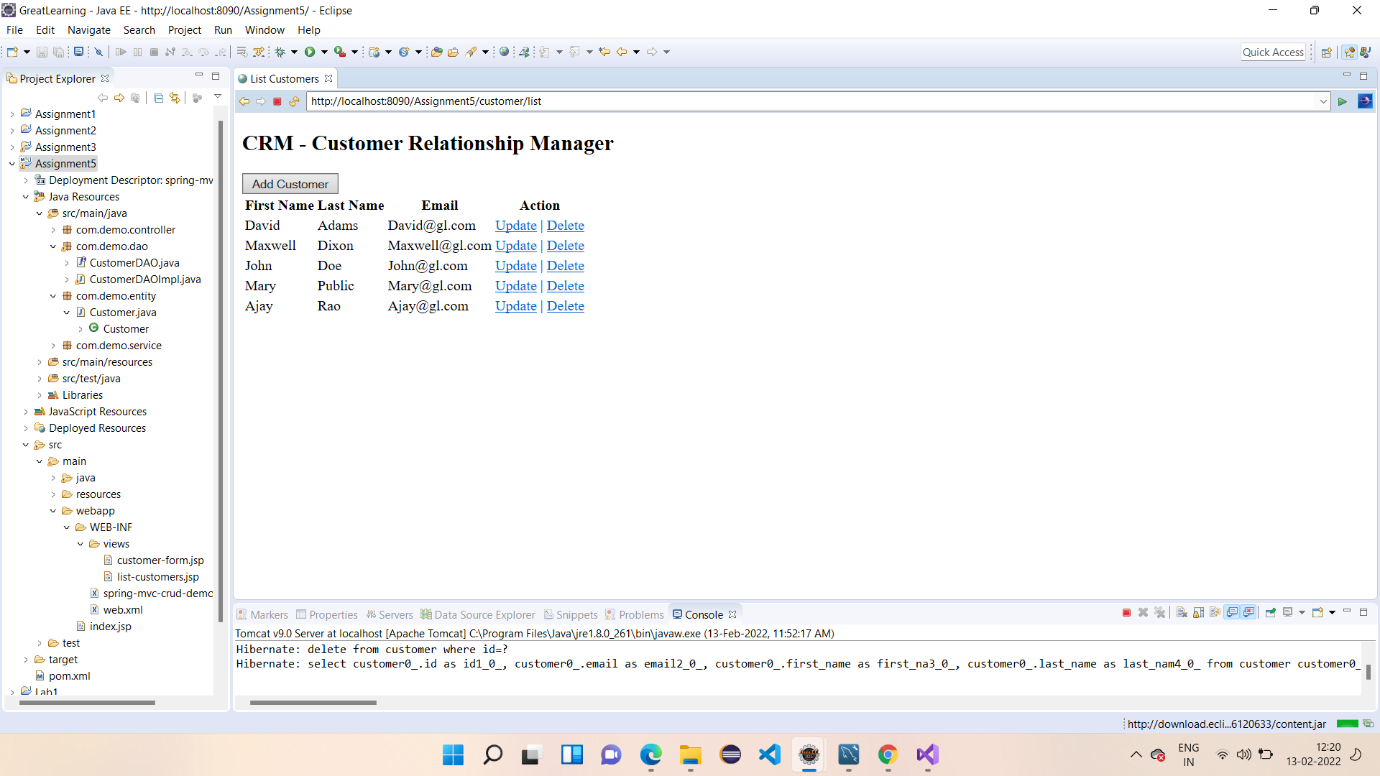 GreatLearning - Java EE - http://localhost:8090/Assignment5/ - Eclipse
File Edit Navigate Search Project Run Window Help
Quick Access
Project Explorer
Assignment1
Assignment2
Assignment3
Assignment5
Deployment Descriptor: spring-mv
Java Resources
src/main/java
com.demo.controller
com.demo.dao
CustomerDAO.java
CustomerDAOImpl.java
com.demo.entity
Customer.java
Customer
com.demo.service
src/main/resources
src/test/java
Libraries
JavaScript Resources
Deployed Resources
src
main
java
resources
webapp
WEB-INF
views
customer-form.jsp
list-customers.jsp
spring-mvc-crud-demo
web.xml
index.jsp
test
target
pom.xml
Lab1
List Customers
http://localhost:8090/Assignment5/customer/list
CRM - Customer Relationship Manager
Add Customer
First Name Last Name Email Action
David Adams David@gl.com Update | Delete
Maxwell Dixon Maxwell@gl.com Update | Delete
John Doe John@gl.com Update | Delete
Mary Public Mary@gl.com Update | Delete
Ajay Rao Ajay@gl.com Update | Delete
Markers Properties Servers Data Source Explorer Snippets Problems Console
Tomcat v9.0 Server at localhost [Apache Tomcat] C:\Program Files\Java\jre1.8.0_261\bin\javaw.exe (13-Feb-2022, 11:52:17 AM)
Hibernate: delete from customer where id=?
Hibernate: select customer0_.id as id1_0_, customer0_.email as email2_0_, customer0_.first_name as first_na3_0_, customer0_.last_name as last_nam4_0_ from customer customer0_
http://download.ecli...6120633/content.jar
ENG
IN
12:20
13-02-2022